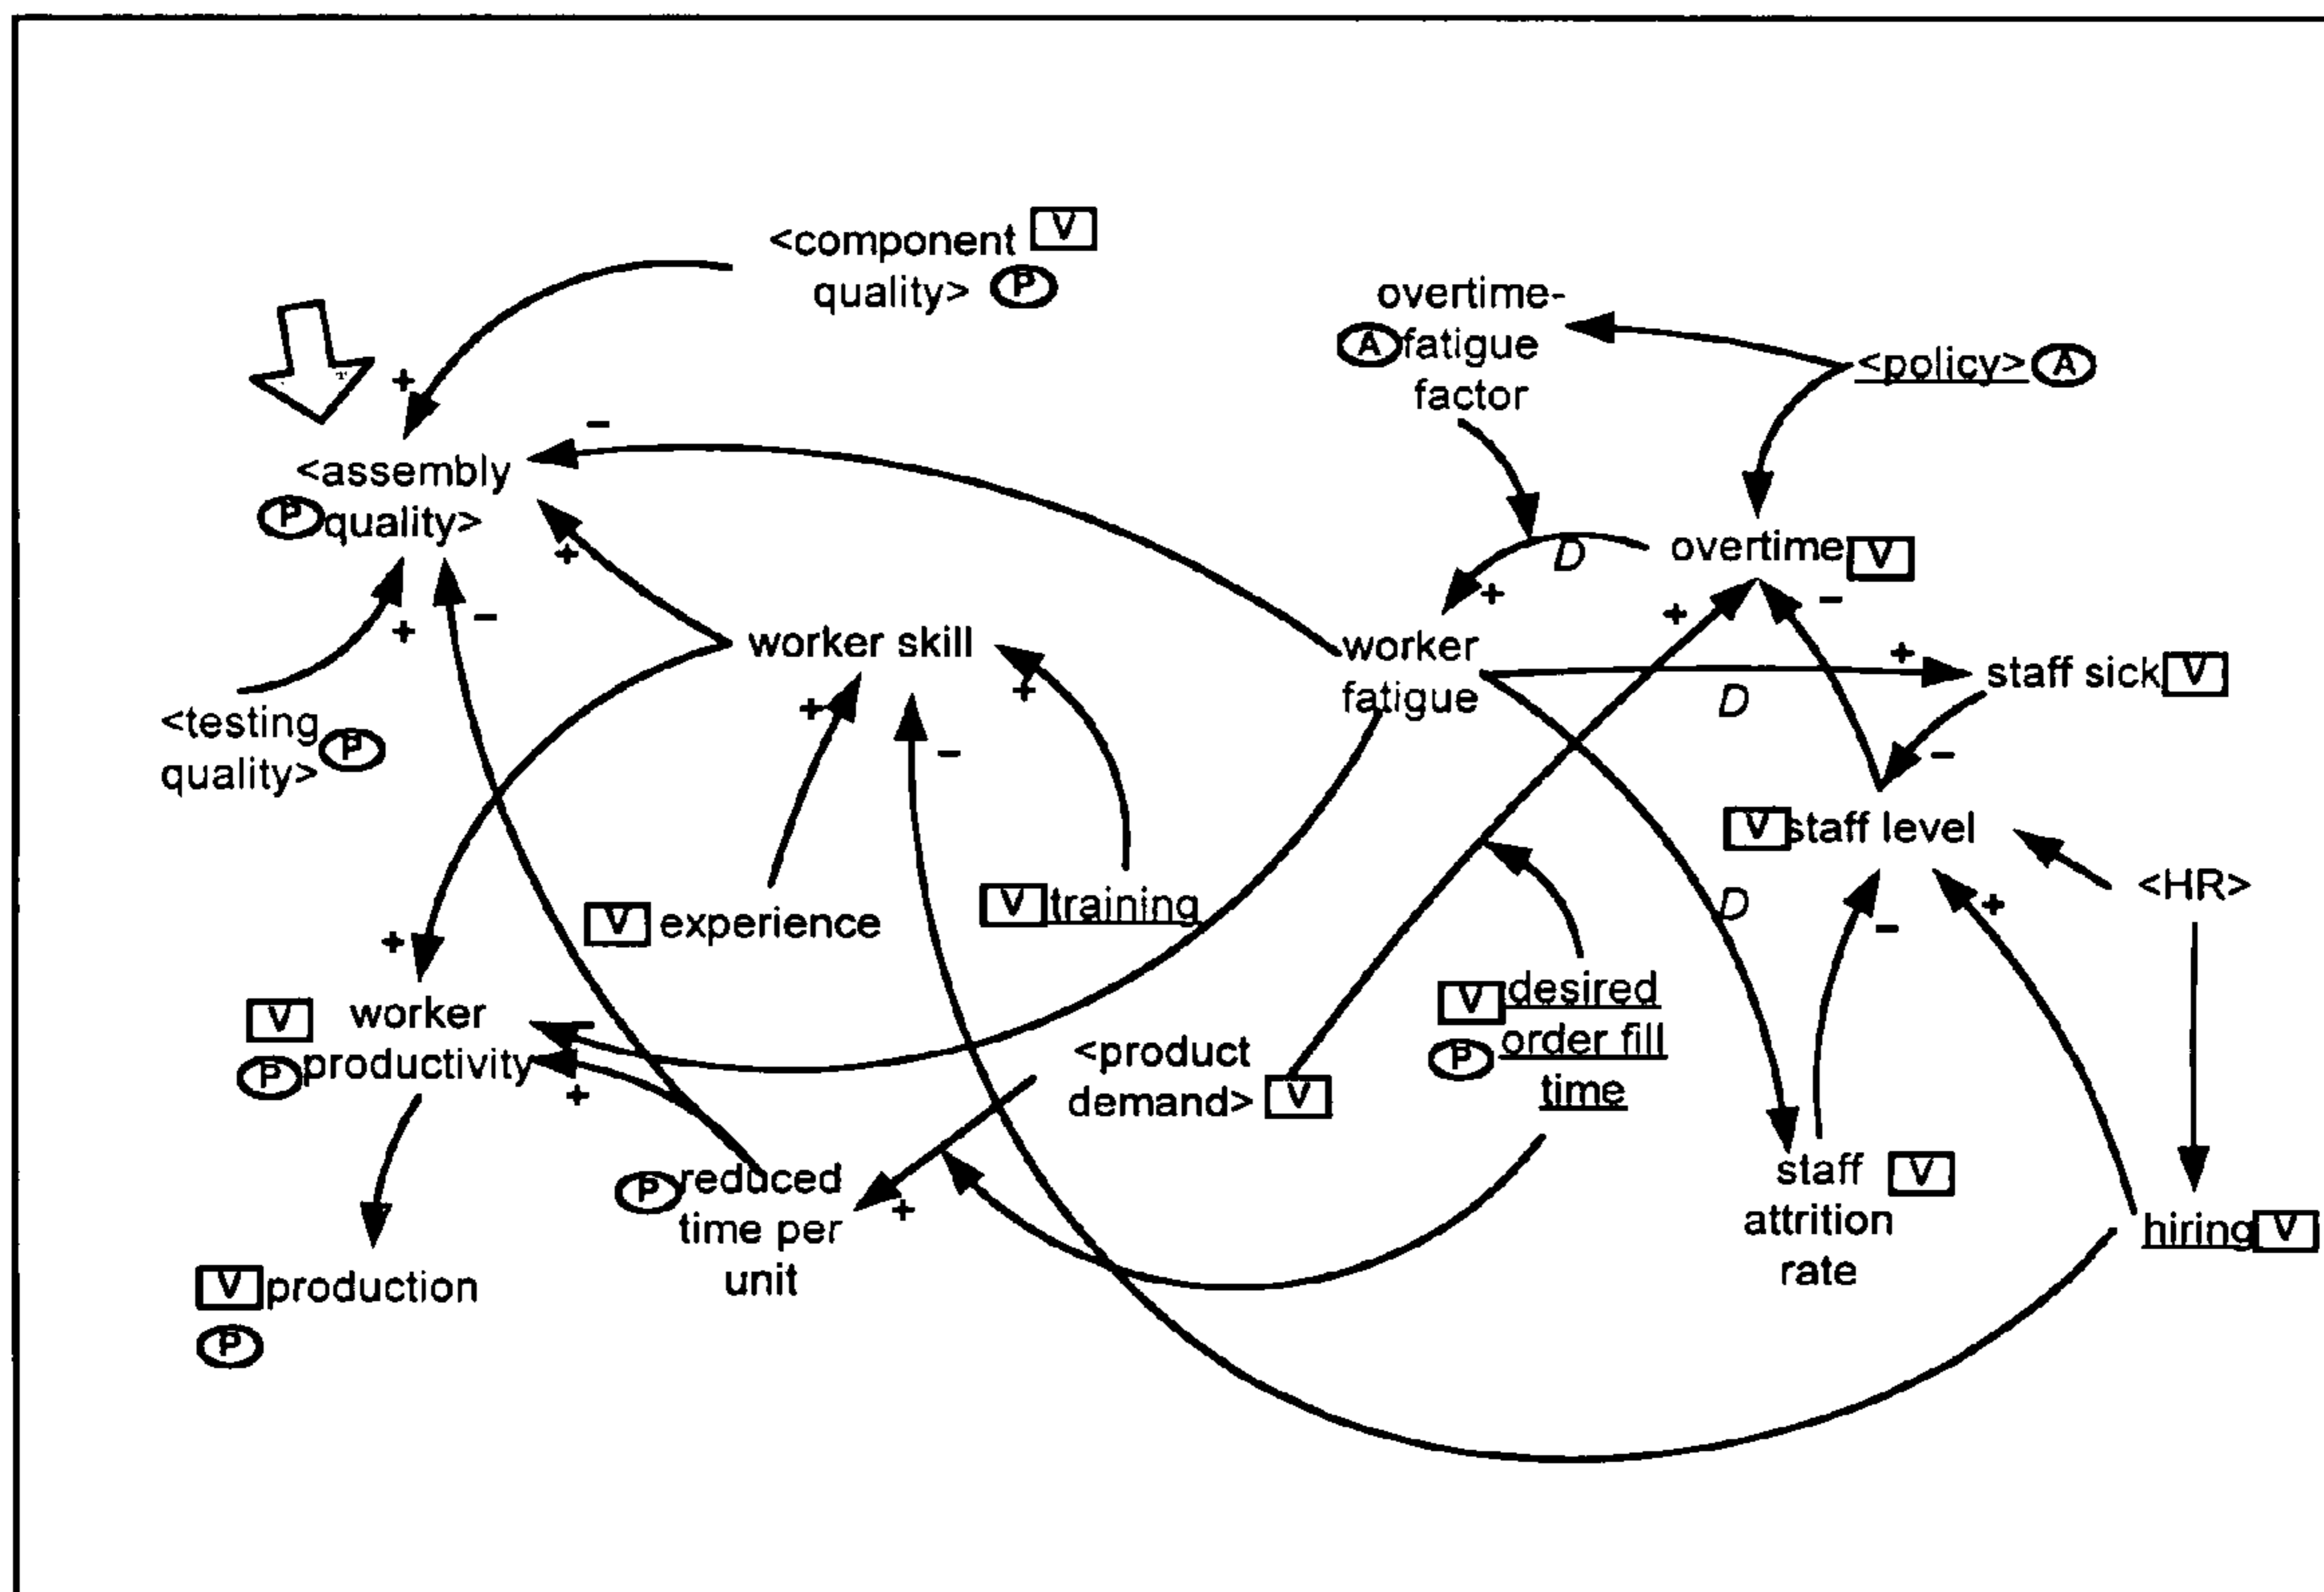 <component V
quality> P
overtime-
A fatigue
factor
<policy> A
+
-
<assembly
P quality>
+
+
-
<testing P
quality>
worker skill
+
-
+
D
+
overtime V
+
-
worker
fatigue
+
D
staff sick V
-
V staff level
<HR>
V experience
V training
D
-
+
+
V worker
P productivity
-
+
<product
demand> V
V desired
P order fill
time
P reduced
time per
unit
+
staff V
attrition
rate
hiring V
V production
P